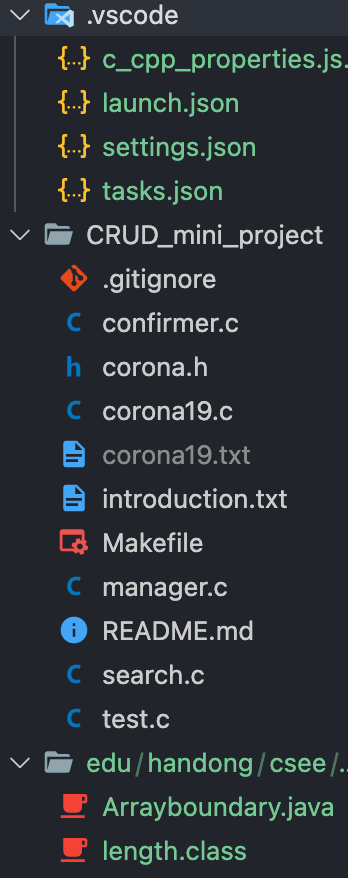 .vscode
{...} c_cpp_properties.js.
{...} launch.json
{...} settings.json
{...} tasks.json
CRUD_mini_project
.gitignore
C confirmer.c
h corona.h
C corona19.c
corona19.txt
introduction.txt
Makefile
C manager.c
i README.md
C search.c
C test.c
edu/handong/csee/..
Arrayboundary.java
length.class